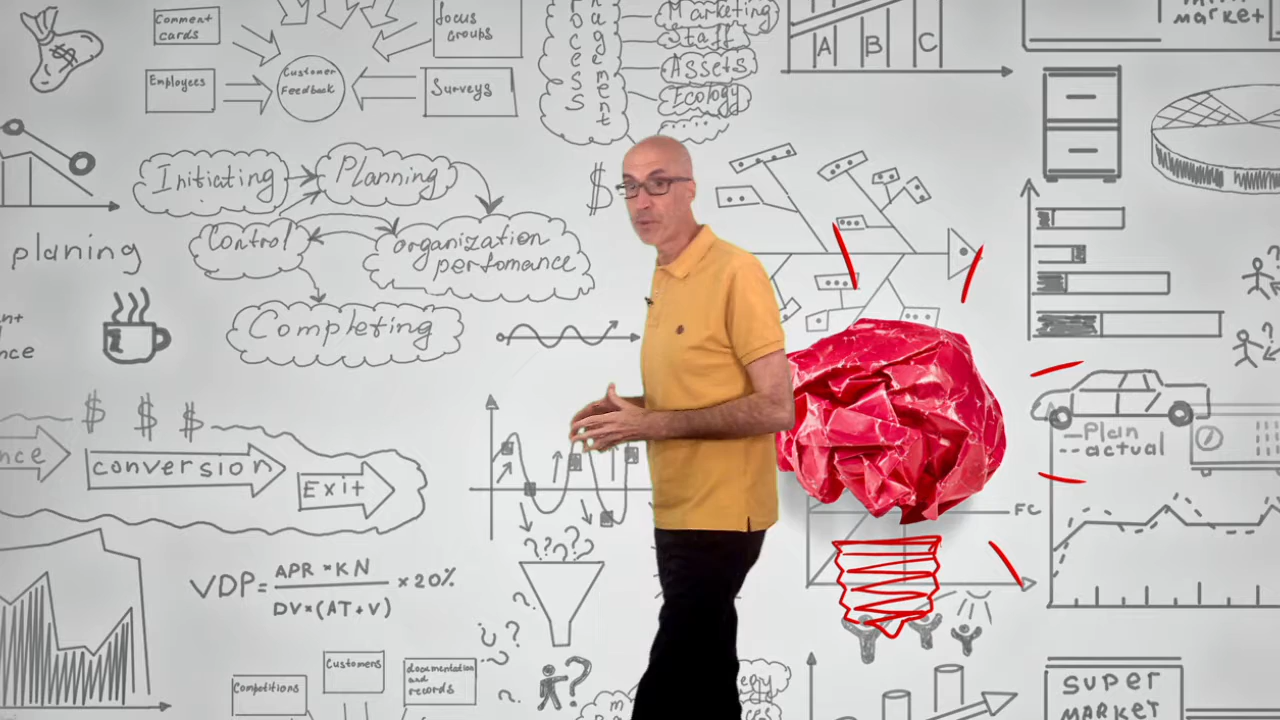 Comment
cards
focus
groups
Employees
Customer
Feedback
Surveys
Marketing
Staff
Assets
Ecology
A B C
market
$
Initiating
Planning
Control
organization
perfomance
Completing
$
planing
$ $ $
conversion
Exit
Plan
actual
FC
VDP= APR*KN ×20%
DV*(AT+V)
????
?
¿?
?
?
Customers
Competitions
documentation
and
records
SUPER
MARKET